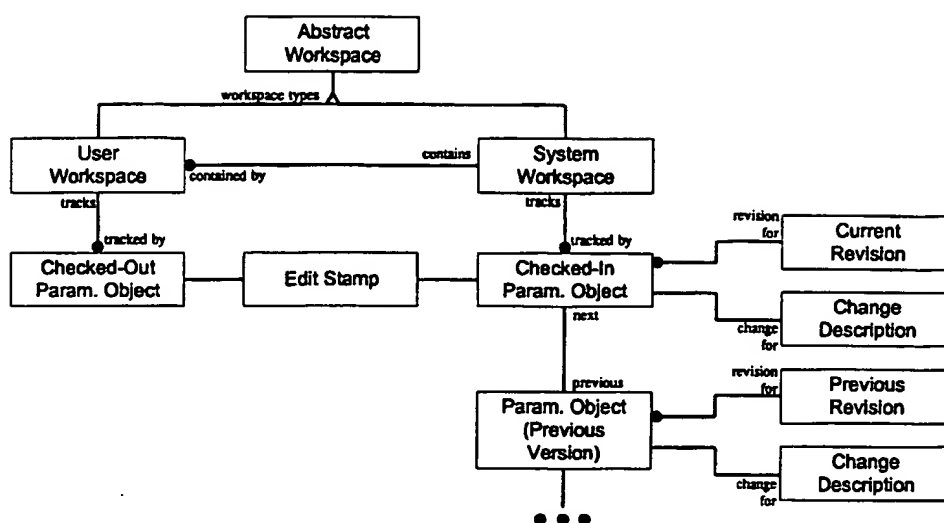 Abstract
Workspace
workspace types
User
Workspace
contains
contained by
System
Workspace
tracks
tracks
tracked by
tracked by
revision
for
Current
Revision
Checked-Out
Param. Object
Edit Stamp
Checked-In
Param. Object
next
change
for
Change
Description
previous
revision
for
Previous
Revision
Param. Object
(Previous
Version)
change
for
Change
Description